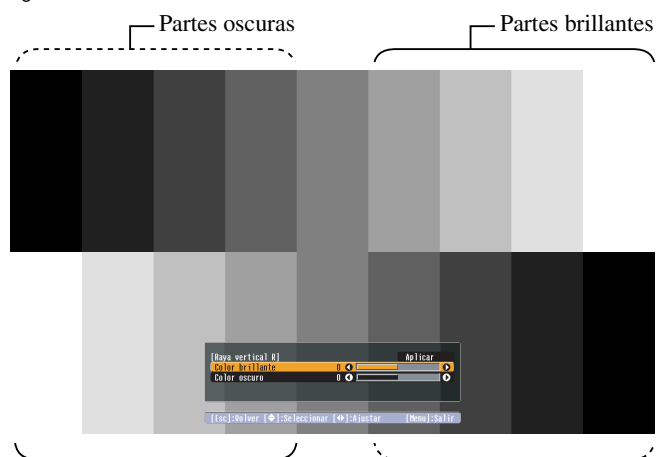 Partes oscuras
Partes brillantes
[Raya vertical R]
Aplicar
Color brillante 0
Color oscuro 0
[Esc]:Volver [◆]:Seleccionar [◆]:Ajustar [Menu]:Salir